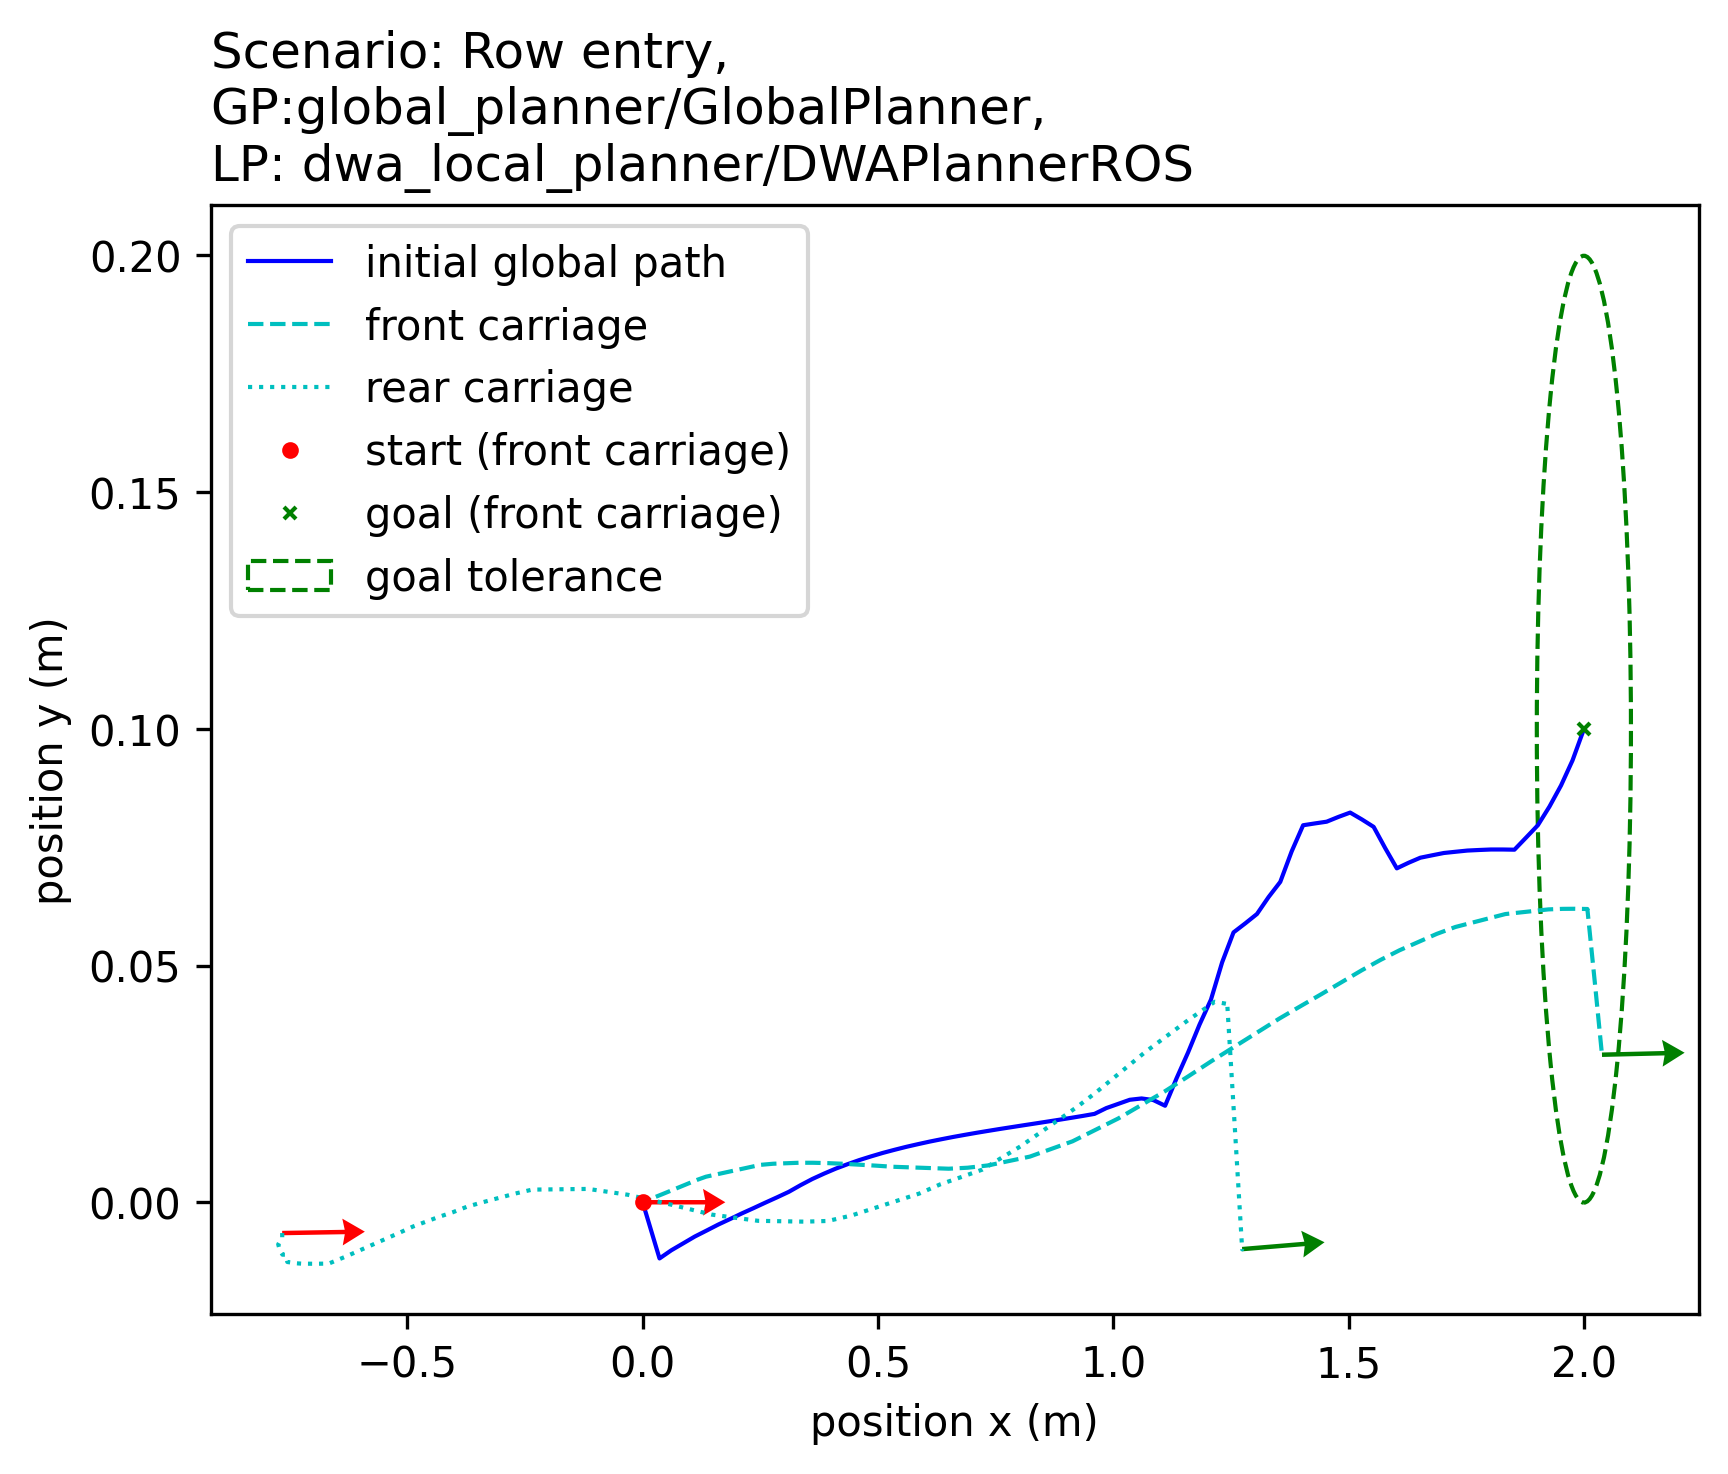 Scenario: Row entry,
GP:global_planner/GlobalPlanner,
LP: dwa_local_planner/DWAPlannerROS
initial global path
front carriage
rear carriage
start (front carriage)
goal (front carriage)
goal tolerance
position y (m)
0.20
0.15
0.10
0.05
0.00
−0.5 0.0 0.5 1.0 1.5 2.0
position x (m)